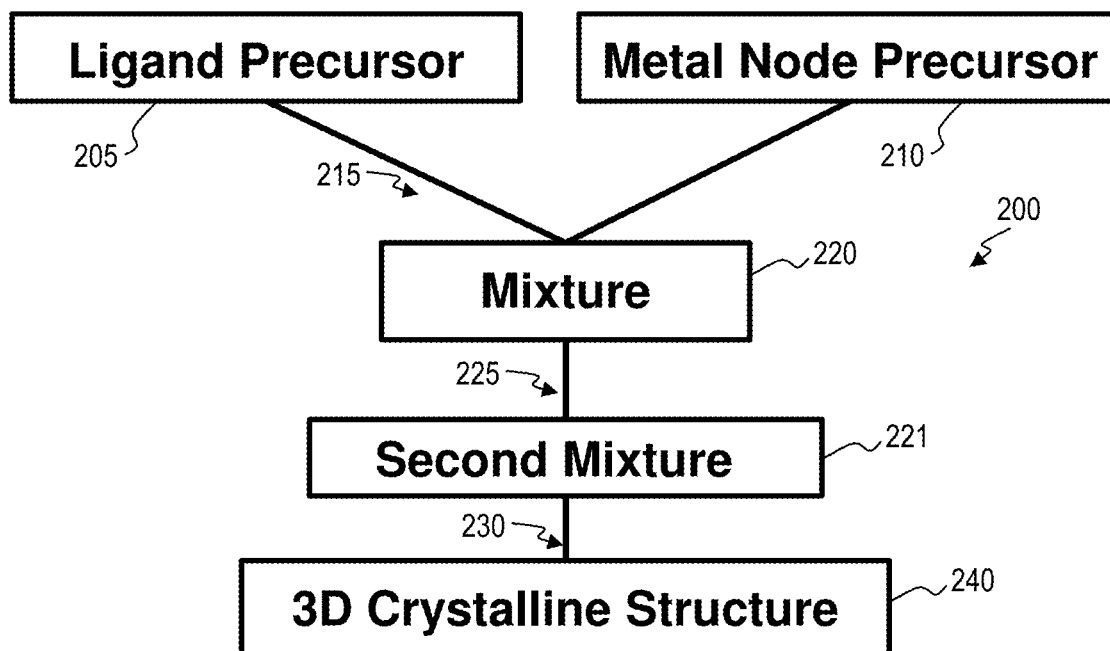 Ligand Precursor
Metal Node Precursor
205
210
215
200
220
Mixture
225
221
Second Mixture
230
240
3D Crystalline Structure